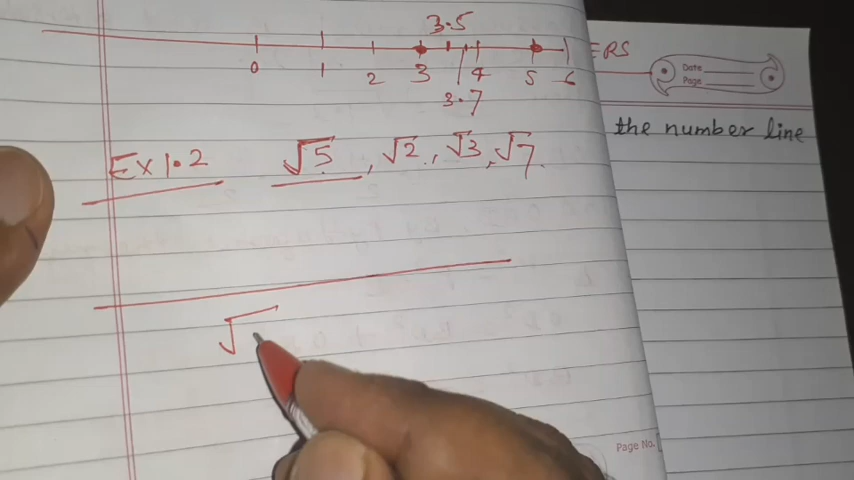 3.5
0 1 2 3 4 5 6
3.7
Ex 1.2 √5, √2, √3, √7.
√
ERS
Date
Page
the number line
Page No.